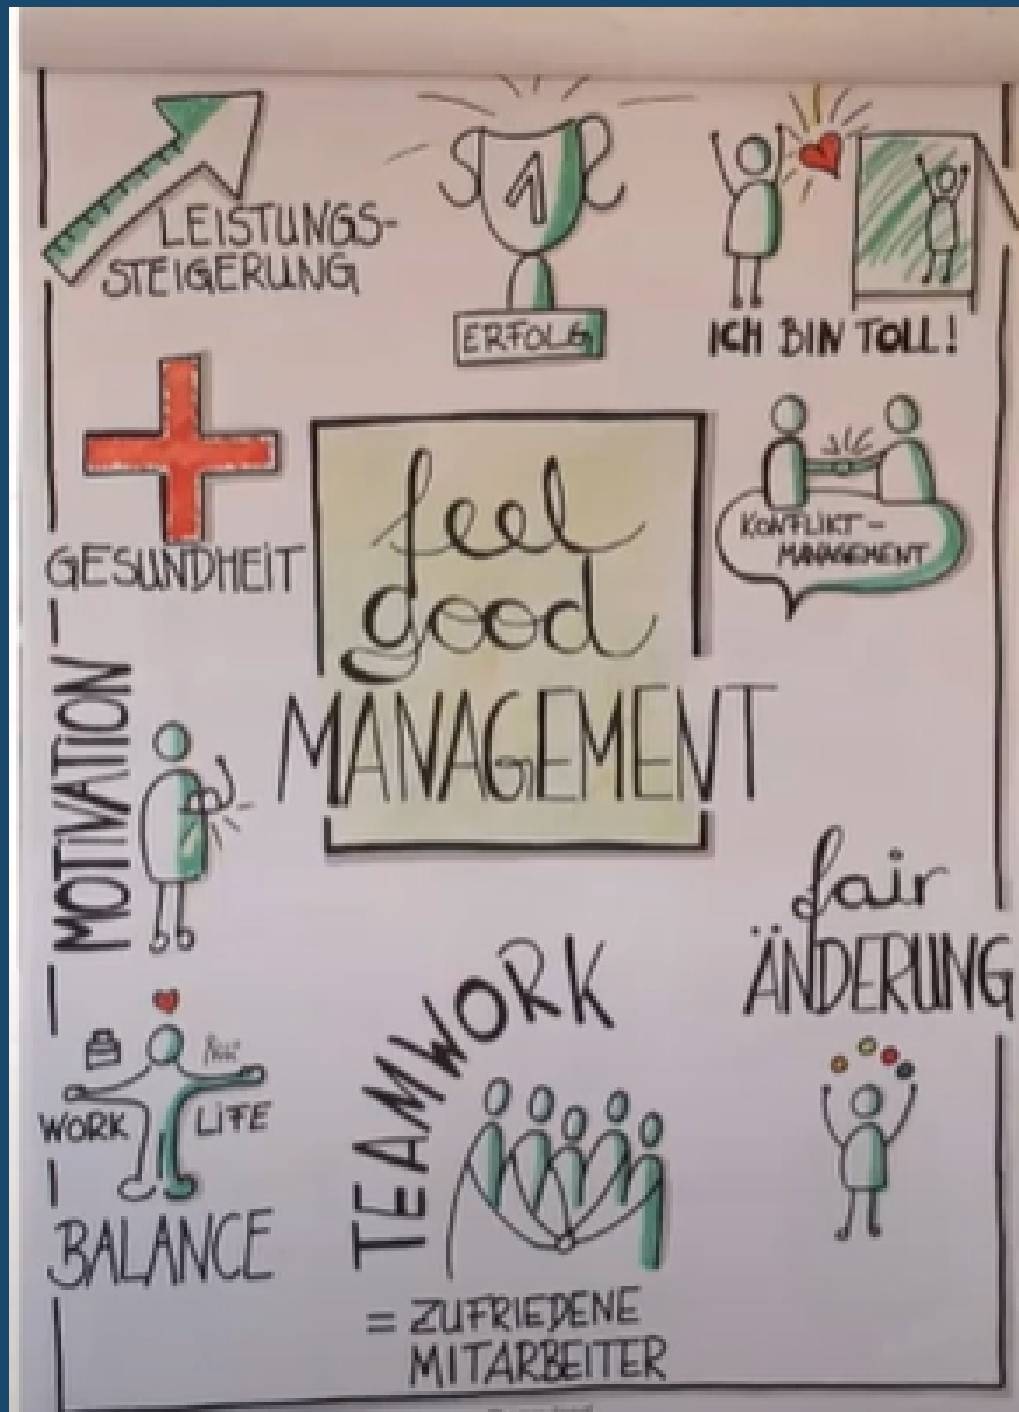 LEISTUNGS-
STEIGERUNG
1
ERFOLG
ICH BIN TOLL!
GESUNDHEIT
feel
good
MANAGEMENT
KONFLIKT-
MANAGEMENT
MOTIVATION
fair
ÄNDERUNG
WORK LIFE
BALANCE
TEAMWORK
= ZUFRIEDENE
MITARBEITER